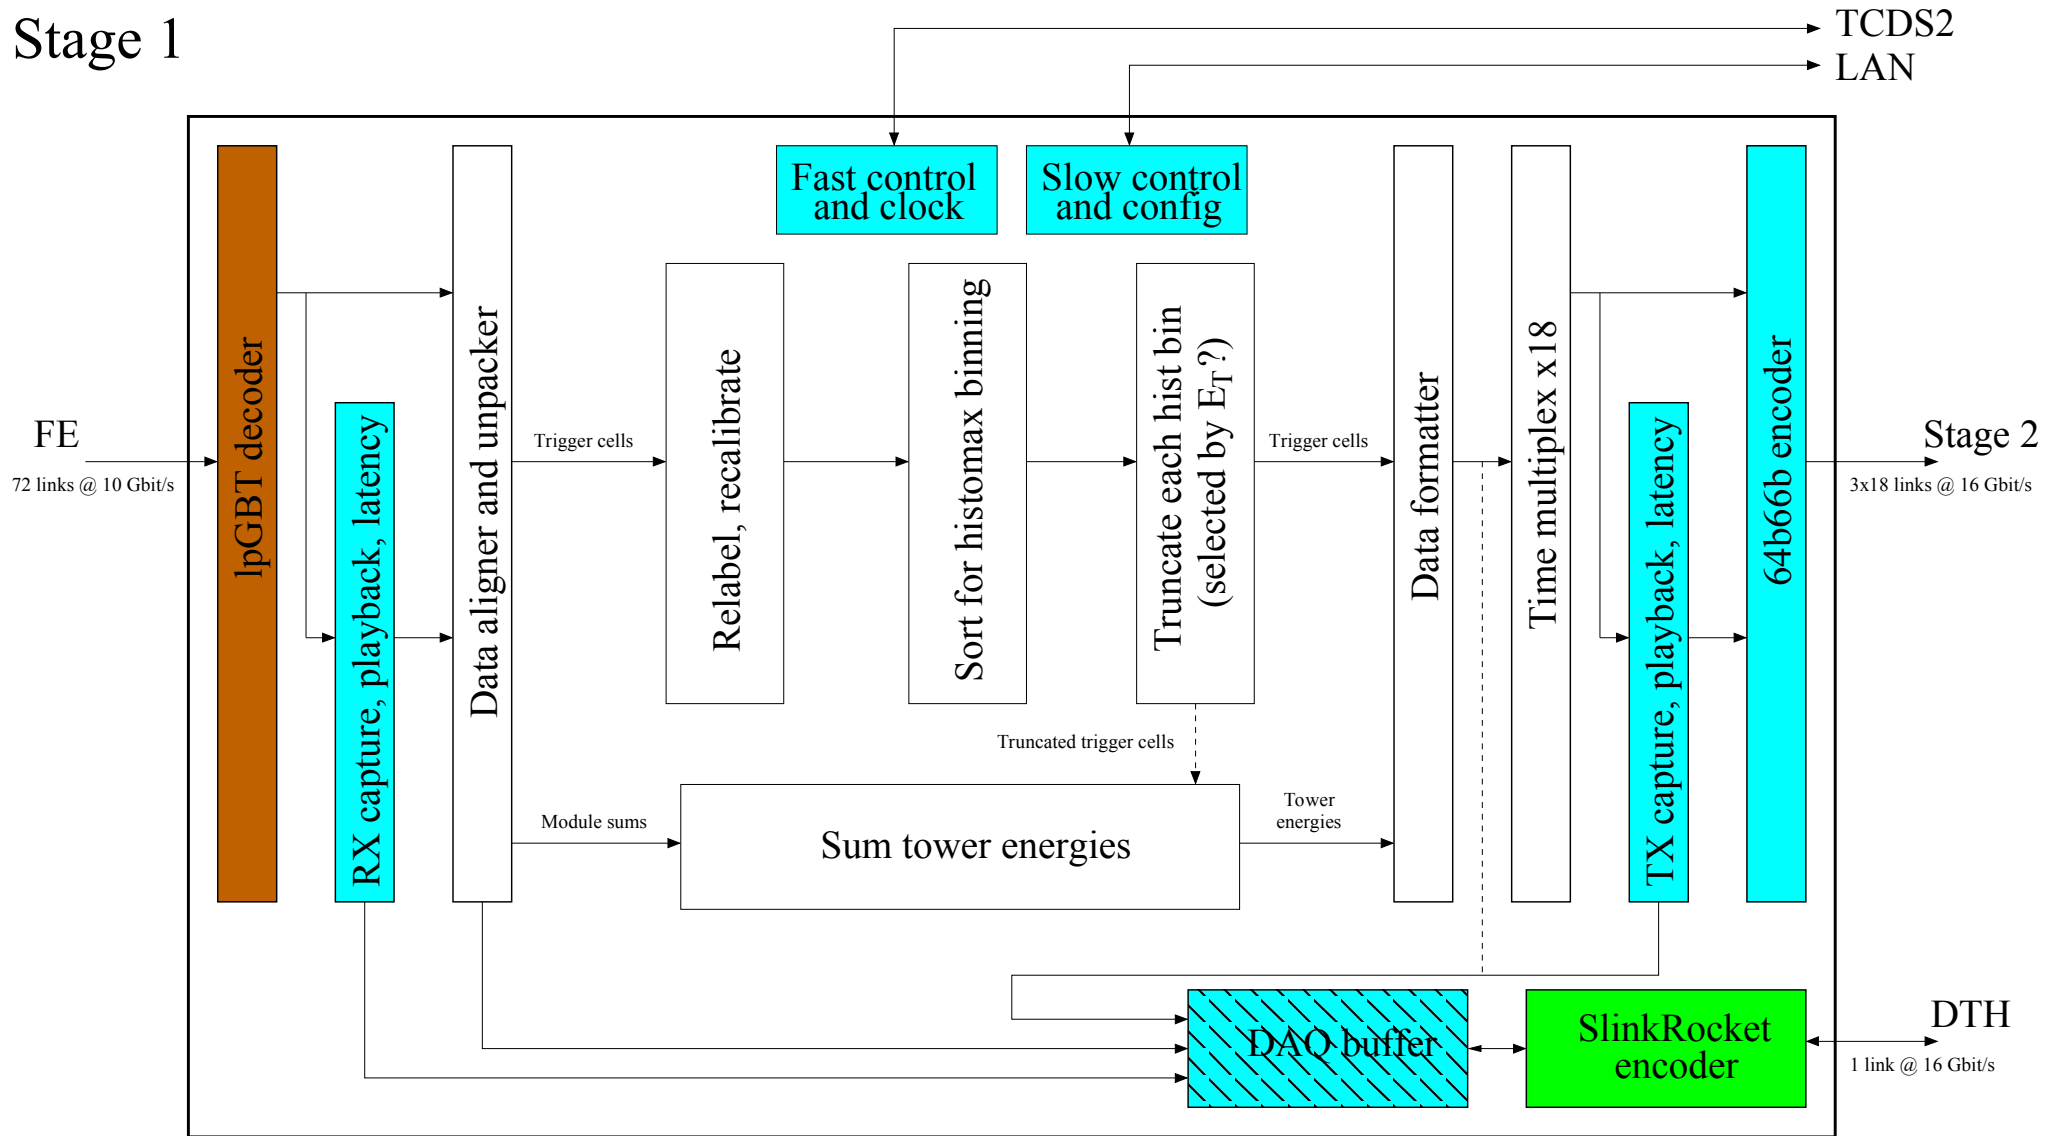 Stage 1
TCDS2
LAN
Fast control
and clock
Slow control
and config
FE
72 links @ 10 Gbit/s
lpGBT decoder
RX capture, playback, latency
Data aligner and unpacker
Trigger cells
Relabel, recalibrate
Sort for histomax binning
Truncate each hist bin
(selected by ET?)
Trigger cells
Data formatter
Time multiplex x18
TX capture, playback, latency
64b66b encoder
Stage 2
3x18 links @ 16 Gbit/s
Truncated trigger cells
Module sums
Sum tower energies
Tower
energies
DAQ buffer
SlinkRocket
encoder
DTH
1 link @ 16 Gbit/s